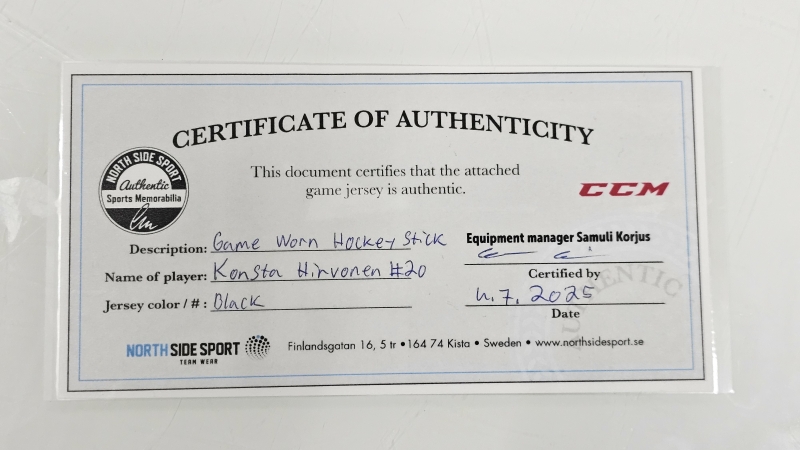 CERTIFICATE OF AUTHENTICITY
NORTH SIDE SPORT
Authentic
Sports Memorabilia
This document certifies that the attached
game jersey is authentic.
CCM
Description: Game Worn Hockey Stick
Equipment manager Samuli Korjus
Certified by
Name of player: Konsta Hirvonen #20
4.7.2025
Date
Jersey color / #: Black
AUTHENTIC
NORTH SIDE SPORT
TEAM WEAR
Finlandsgatan 16, 5 tr • 164 74 Kista • Sweden • www.northsidesport.se